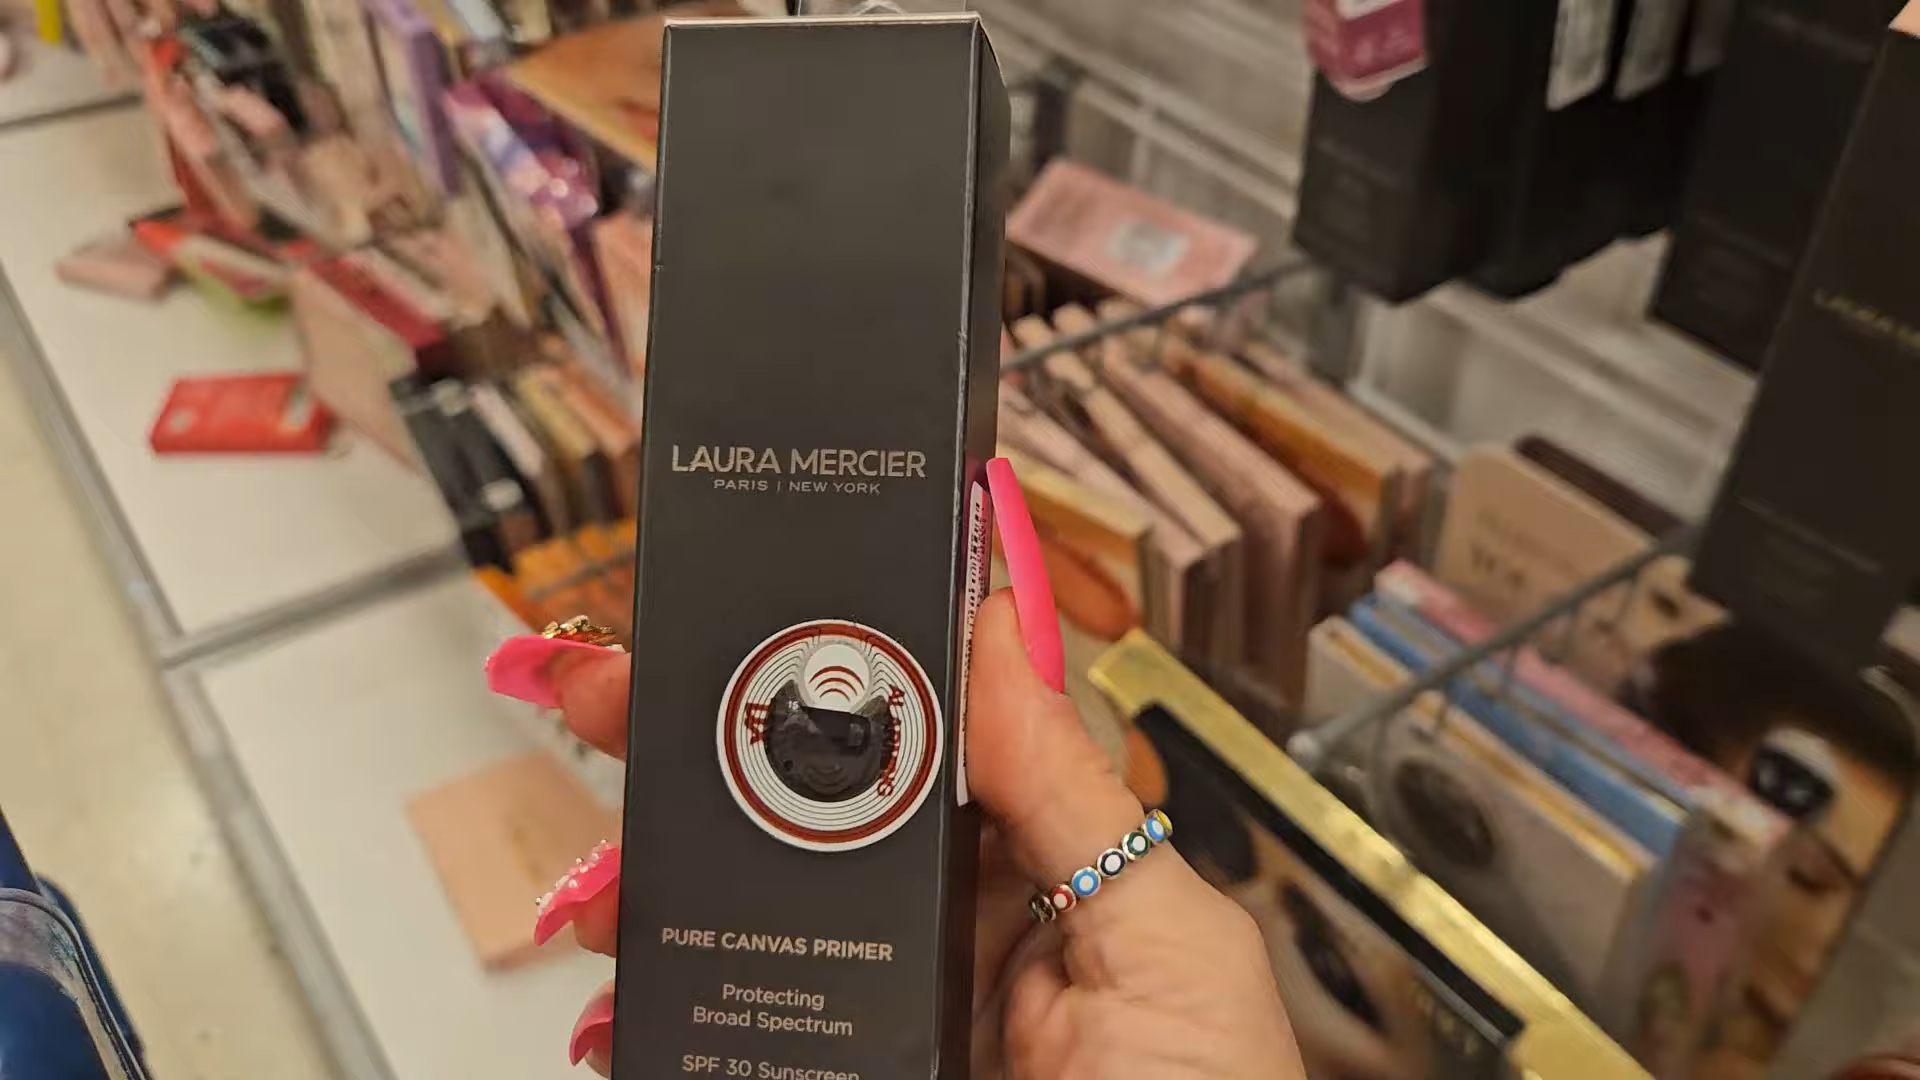 LAURA MERCIER
PARIS | NEW YORK
PURE CANVAS PRIMER
Protecting
Broad Spectrum
SPF 30 Sunscreen